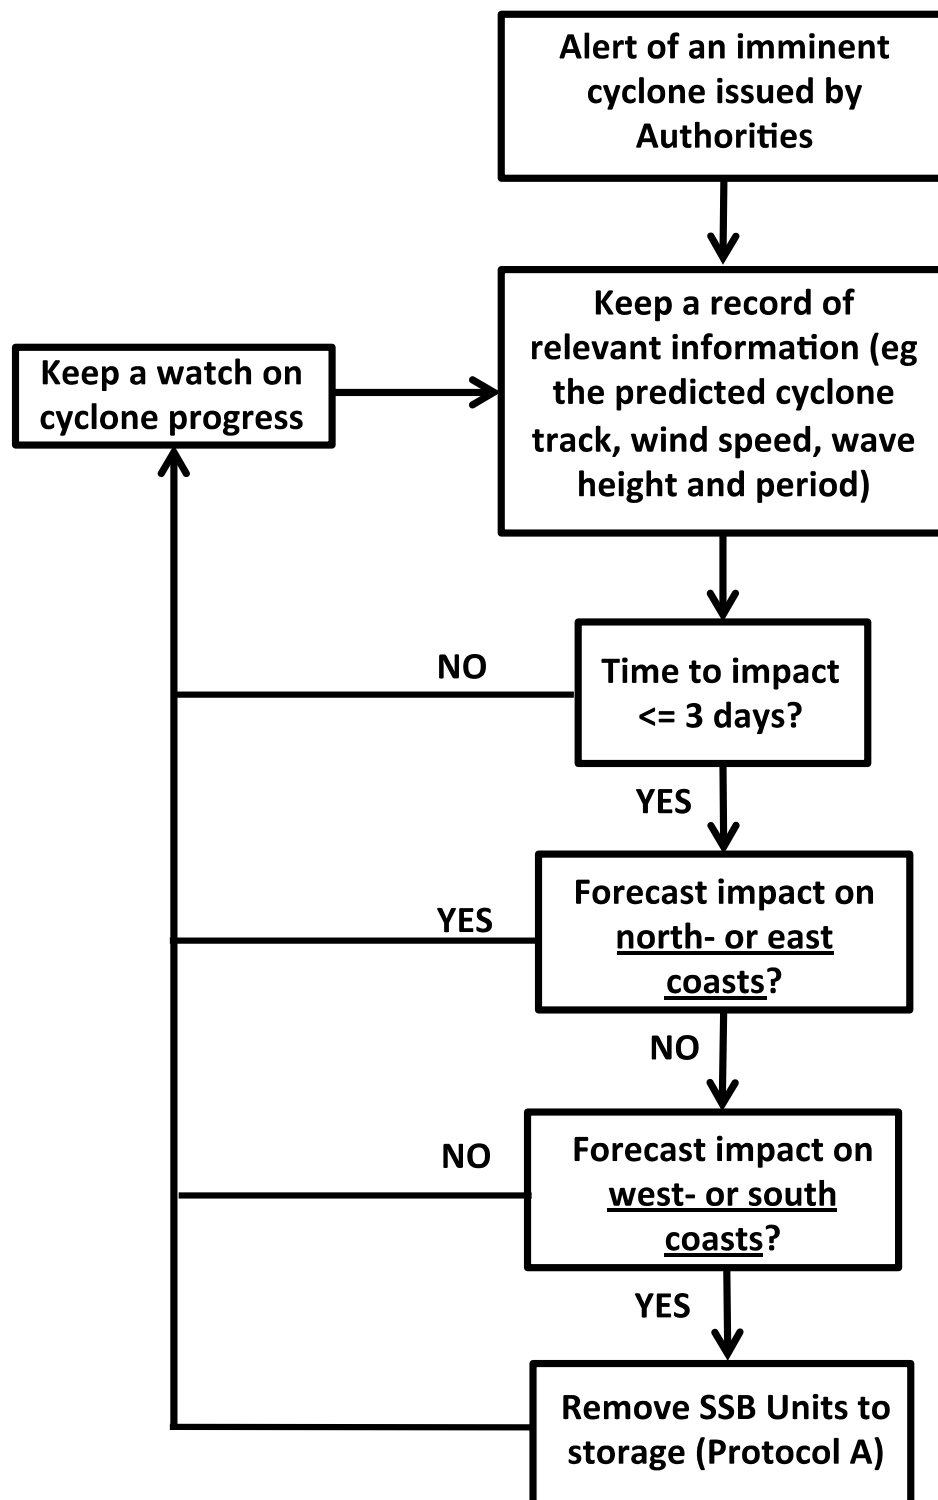 Alert of an imminent
cyclone issued by
Authorities
Keep a record of
relevant information (eg
the predicted cyclone
track, wind speed, wave
height and period)
Keep a watch on
cyclone progress
NO
Time to impact
<= 3 days?
YES
Forecast impact on
north- or east
coasts?
YES
NO
Forecast impact on
west- or south
coasts?
NO
YES
Remove SSB Units to
storage (Protocol A)